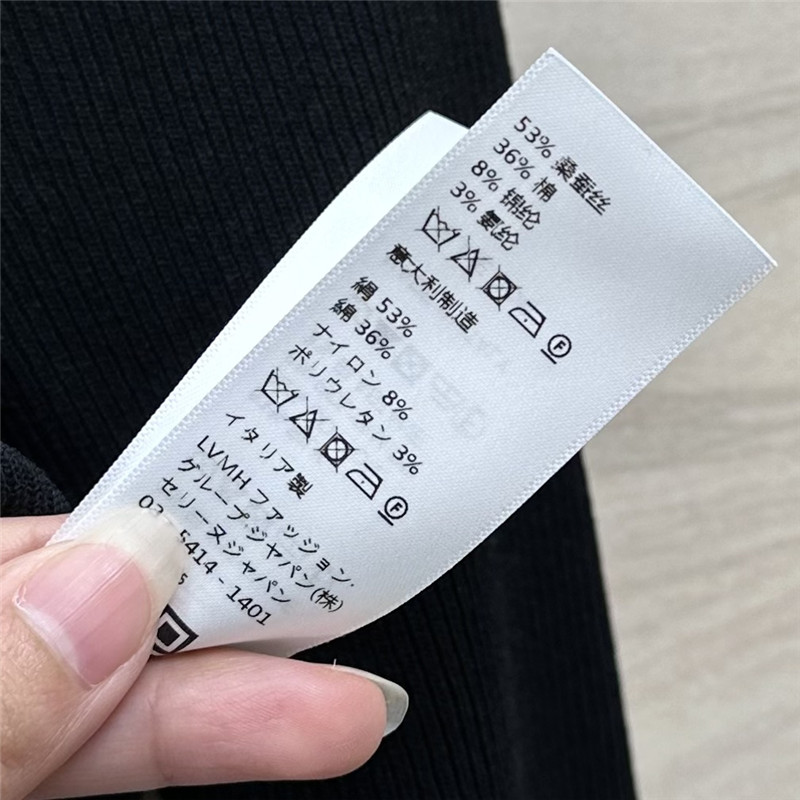 53% 桑蚕丝
36% 棉
8% 锦纶
3% 氨纶
F
意大利制造
絹 53%
綿 36%
ナイロン 8%
ポリウレタン 3%
F
イタリア製
LVMH ファッション・
グループ・ジャパン(株)
セリーヌジャパン
5414 - 1401